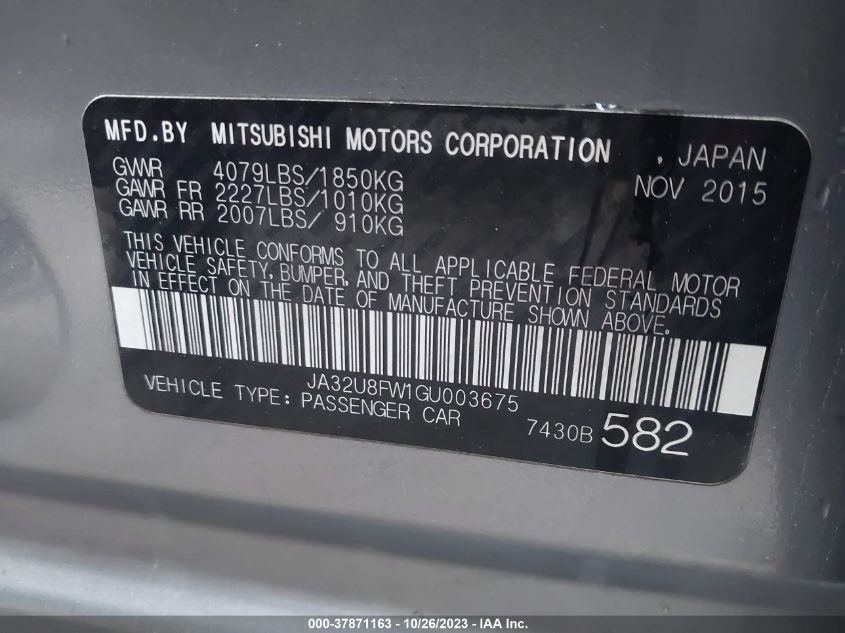 MFD.BY MITSUBISHI MOTORS CORPORATION , JAPAN
GVWR 4079LBS/1850KG NOV 2015
GAWR FR 2227LBS/1010KG
GAWR RR 2007LBS/ 910KG
THIS VEHICLE CONFORMS TO ALL APPLICABLE FEDERAL MOTOR
VEHICLE SAFETY, BUMPER, AND THEFT PREVENTION STANDARDS
IN EFFECT ON THE DATE OF MANUFACTURE SHOWN ABOVE.
JA32U8FW1GU003675
VEHICLE TYPE: PASSENGER CAR 7430B 582
000-37871163 - 10/26/2023 - IAA Inc.